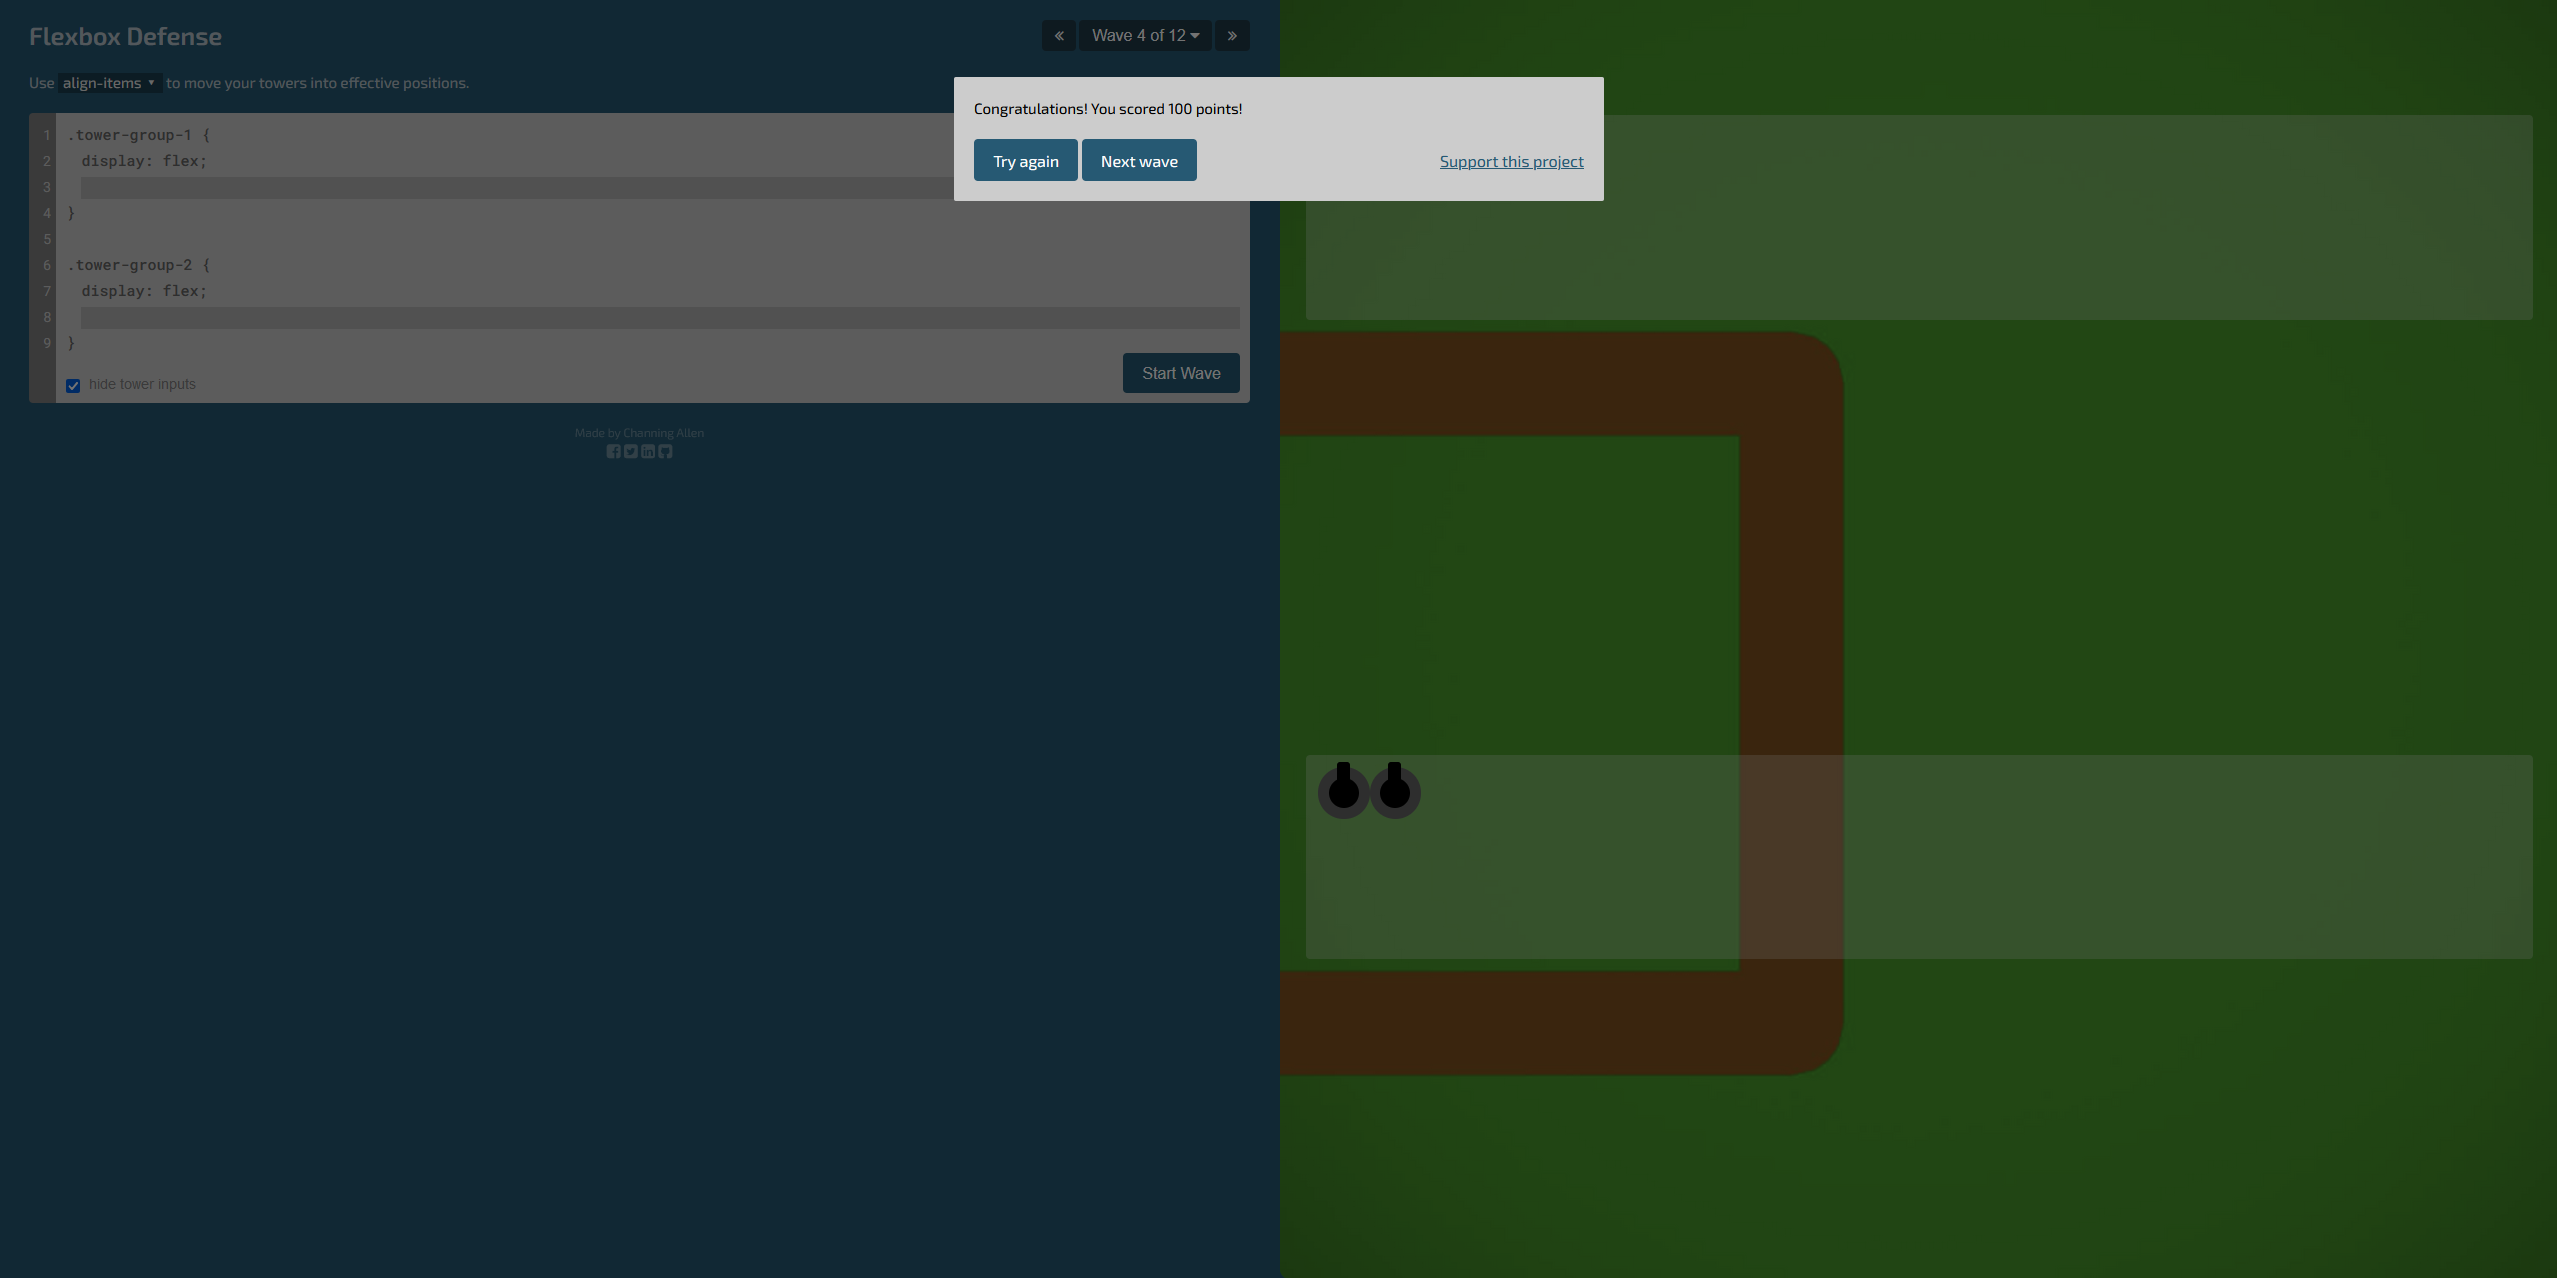 Flexbox Defense
« Wave 4 of 12 »
Use align-items ▼ to move your towers into effective positions.
Congratulations! You scored 100 points!
Try again Next wave Support this project
1 .tower-group-1 {
2 display: flex;
3
4 }
5
6 .tower-group-2 {
7 display: flex;
8
9 }
hide tower inputs Start Wave
Made by Channing Allen